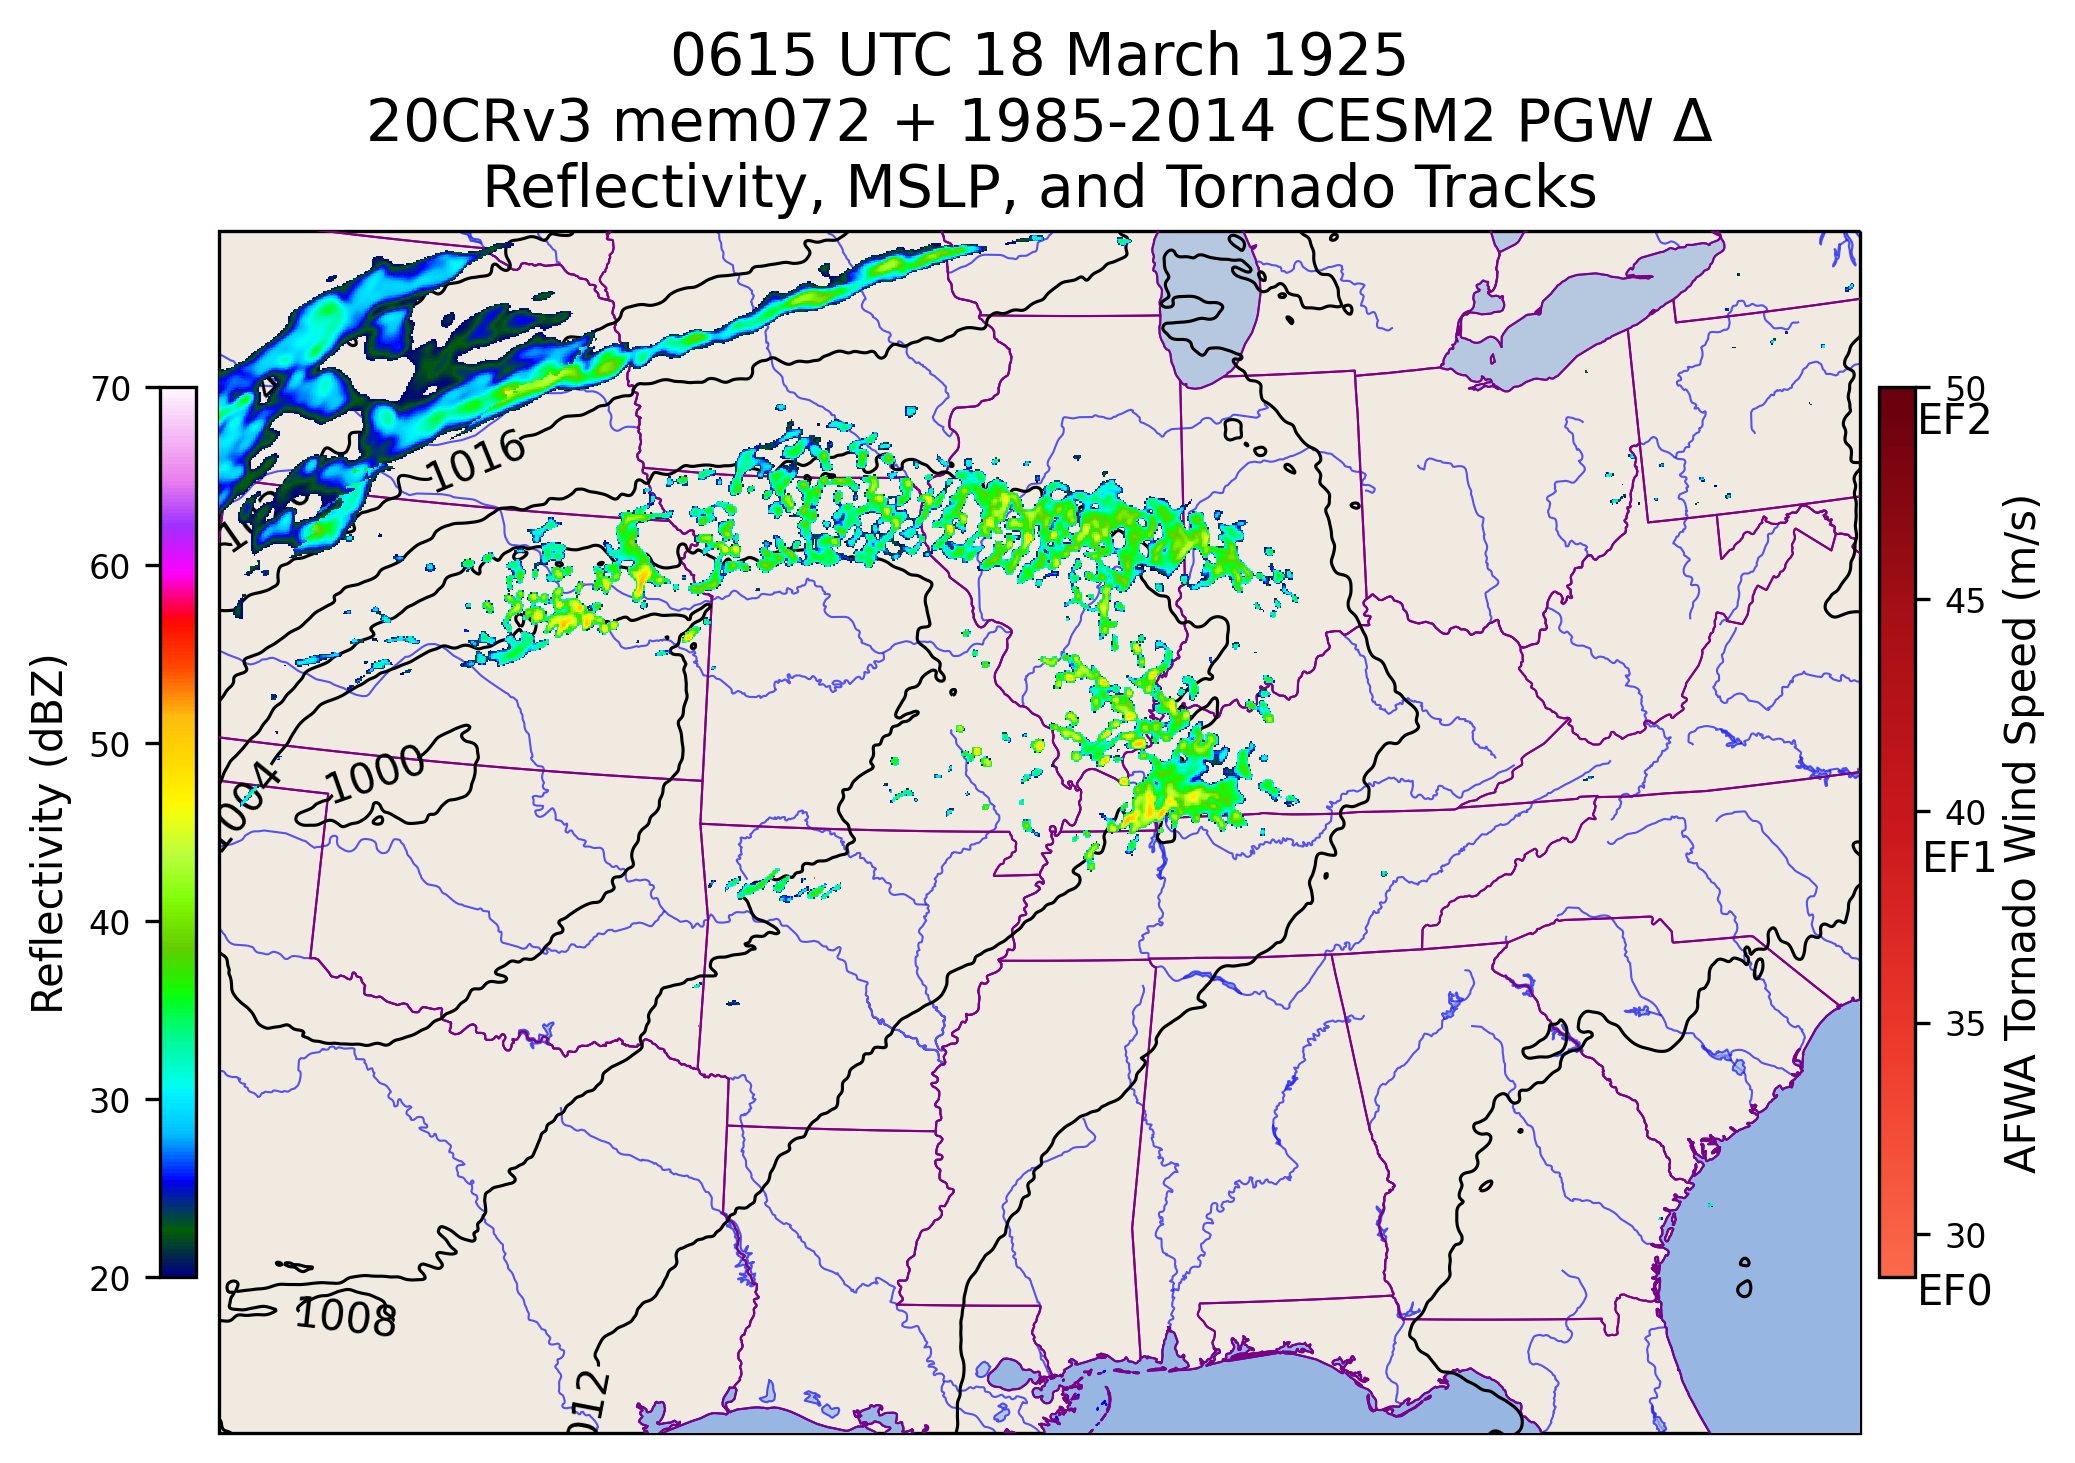 0615 UTC 18 March 1925
20CRv3 mem072 + 1985-2014 CESM2 PGW Δ
Reflectivity, MSLP, and Tornado Tracks
70
60
50
40
30
20
Reflectivity (dBZ)
1016
1000
1004
1008
012
50
EF2
45
40
EF1
35
30
EF0
AFWA Tornado Wind Speed (m/s)